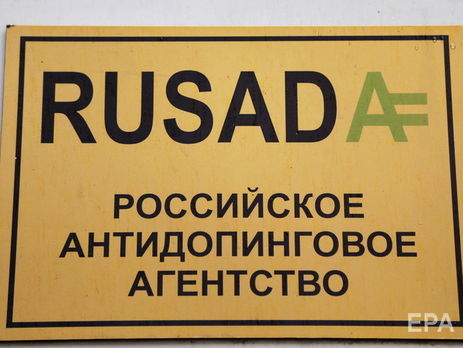 RUSADA
РОССИЙСКОЕ
АНТИДОПИНГОВОЕ
АГЕНТСТВО
EPA